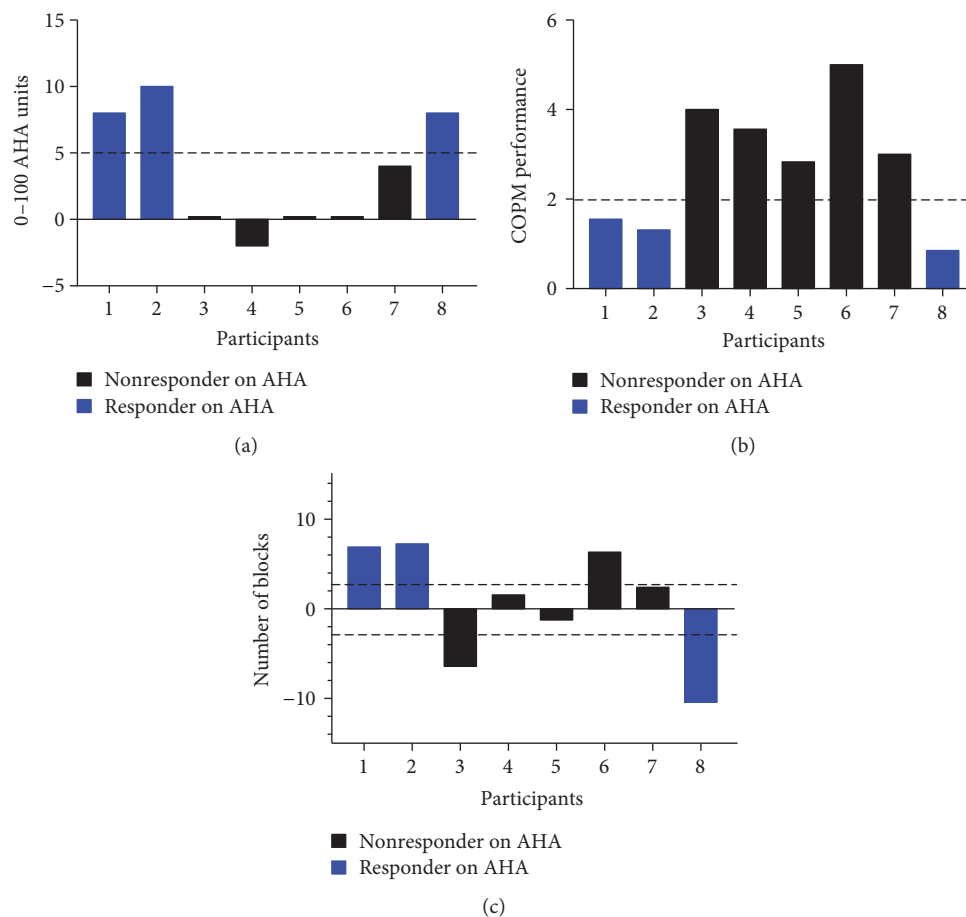 0–100 AHA units
15
10
5
0
−5
1 2 3 4 5 6 7 8
Participants
Nonresponder on AHA
Responder on AHA
(a)
COPM performance
6
4
2
0
1 2 3 4 5 6 7 8
Participants
Nonresponder on AHA
Responder on AHA
(b)
Number of blocks
10
0
−10
1 2 3 4 5 6 7 8
Participants
Nonresponder on AHA
Responder on AHA
(c)